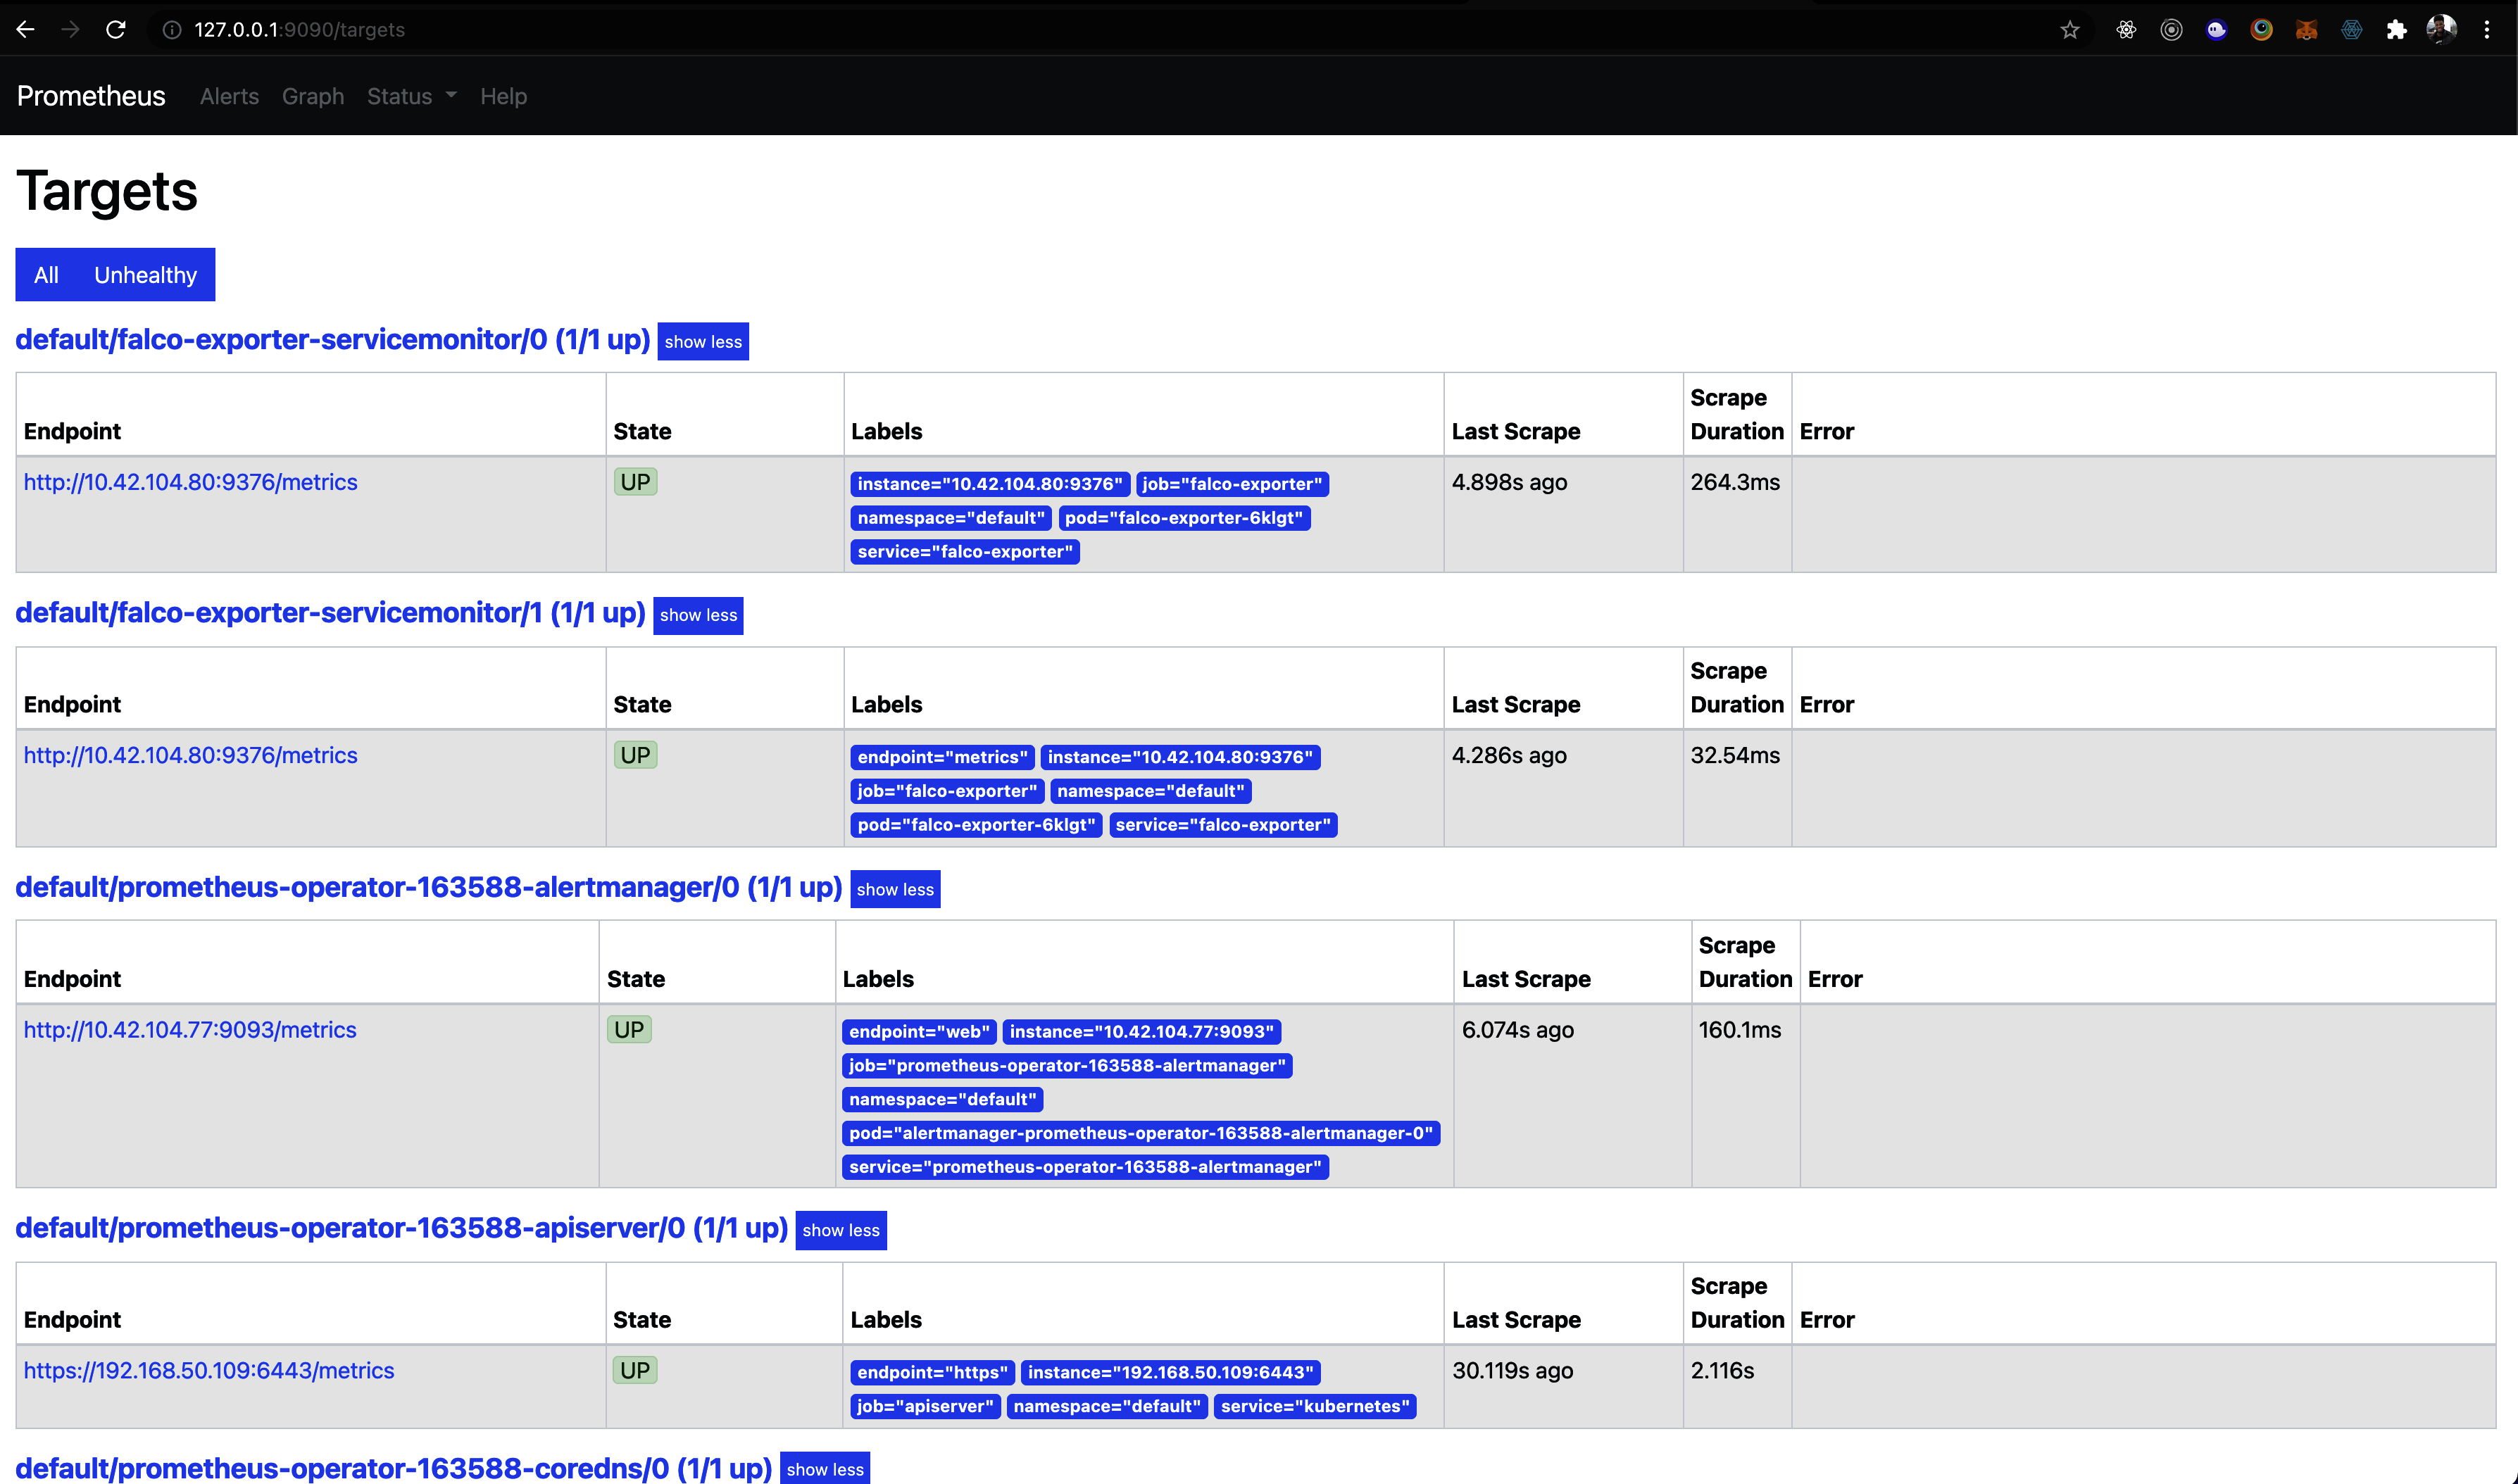 127.0.0.1:9090/targets
Prometheus Alerts Graph Status Help
Targets
All Unhealthy
default/falco-exporter-servicemonitor/0 (1/1 up) show less
Endpoint State Labels Last Scrape Scrape Duration Error
http://10.42.104.80:9376/metrics UP instance="10.42.104.80:9376" job="falco-exporter" 4.898s ago 264.3ms
namespace="default" pod="falco-exporter-6klgt"
service="falco-exporter"
default/falco-exporter-servicemonitor/1 (1/1 up) show less
Endpoint State Labels Last Scrape Scrape Duration Error
http://10.42.104.80:9376/metrics UP endpoint="metrics" instance="10.42.104.80:9376" 4.286s ago 32.54ms
job="falco-exporter" namespace="default"
pod="falco-exporter-6klgt" service="falco-exporter"
default/prometheus-operator-163588-alertmanager/0 (1/1 up) show less
Endpoint State Labels Last Scrape Scrape Duration Error
http://10.42.104.77:9093/metrics UP endpoint="web" instance="10.42.104.77:9093" 6.074s ago 160.1ms
job="prometheus-operator-163588-alertmanager"
namespace="default"
pod="alertmanager-prometheus-operator-163588-alertmanager-0"
service="prometheus-operator-163588-alertmanager"
default/prometheus-operator-163588-apiserver/0 (1/1 up) show less
Endpoint State Labels Last Scrape Scrape Duration Error
https://192.168.50.109:6443/metrics UP endpoint="https" instance="192.168.50.109:6443" 30.119s ago 2.116s
job="apiserver" namespace="default" service="kubernetes"
default/prometheus-operator-163588-coredns/0 (1/1 up) show less